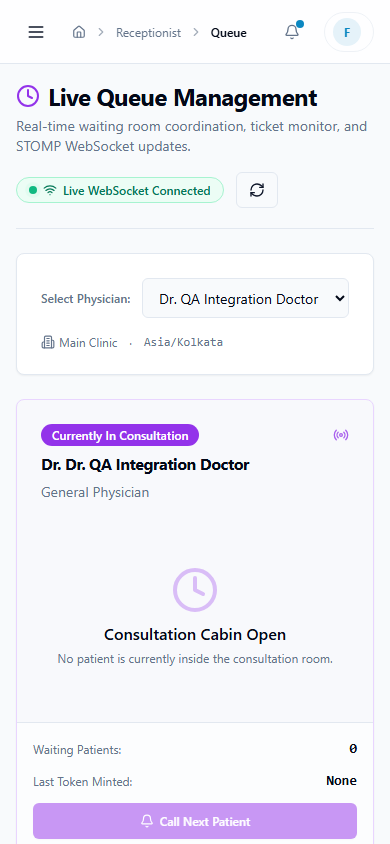 Receptionist
Queue
F
Live Queue Management
Real-time waiting room coordination, ticket monitor, and
STOMP WebSocket updates.
Live WebSocket Connected
Select Physician:
Dr. QA Integration Doctor
Main Clinic · Asia/Kolkata
Currently In Consultation
Dr. Dr. QA Integration Doctor
General Physician
Consultation Cabin Open
No patient is currently inside the consultation room.
Waiting Patients: 0
Last Token Minted: None
Call Next Patient